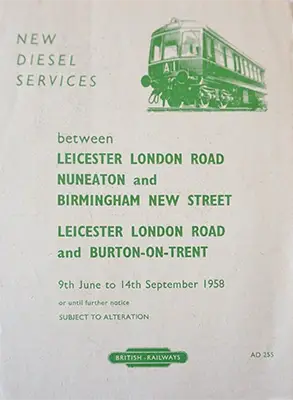 NEW
DIESEL
SERVICES
A
between
LEICESTER LONDON ROAD
NUNEATON and
BIRMINGHAM NEW STREET
LEICESTER LONDON ROAD
and BURTON-ON-TRENT
9th June to 14th September 1958
or until further notice
SUBJECT TO ALTERATION
BRITISH RAILWAYS
AD 255